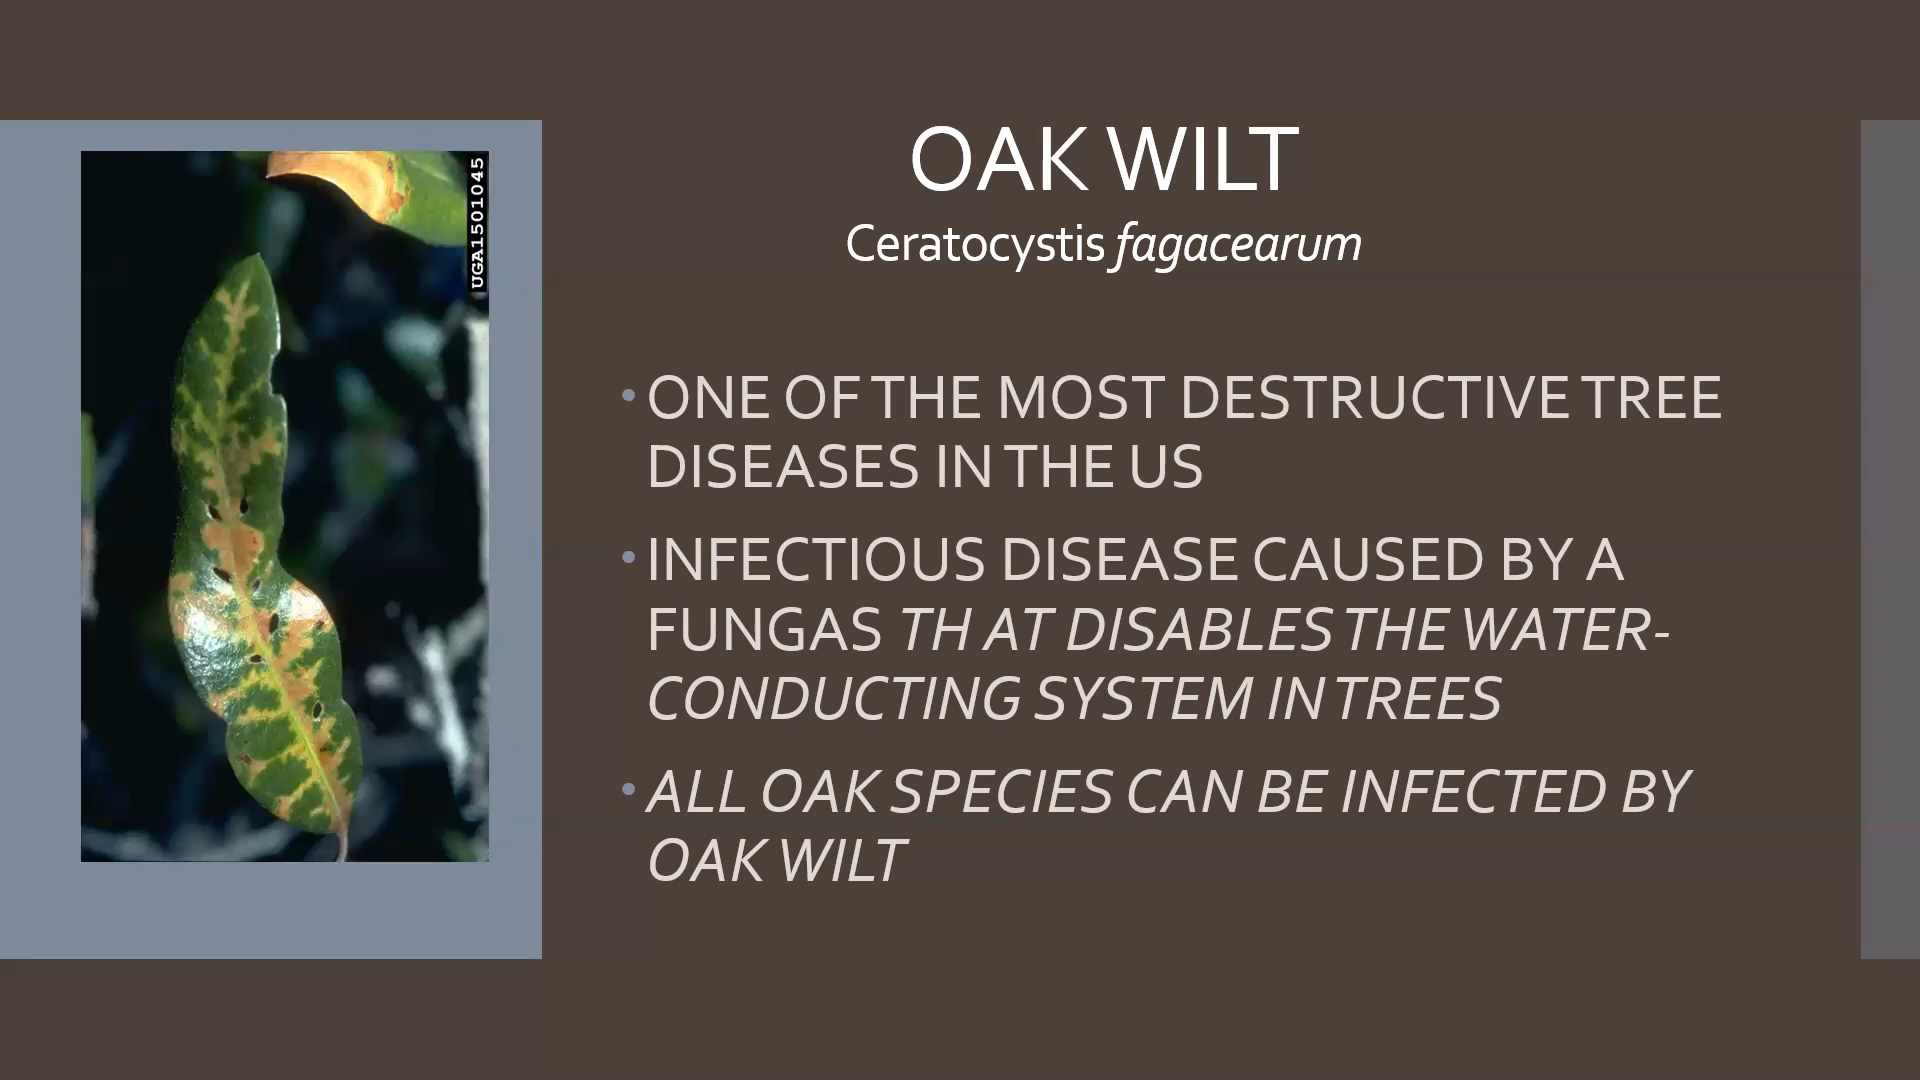 OAK WILT
Ceratocystis fagacearum
UGA1501045
• ONE OF THE MOST DESTRUCTIVE TREE
DISEASES IN THE US
• INFECTIOUS DISEASE CAUSED BY A
FUNGAS TH AT DISABLES THE WATER-
CONDUCTING SYSTEM IN TREES
• ALL OAK SPECIES CAN BE INFECTED BY
OAK WILT